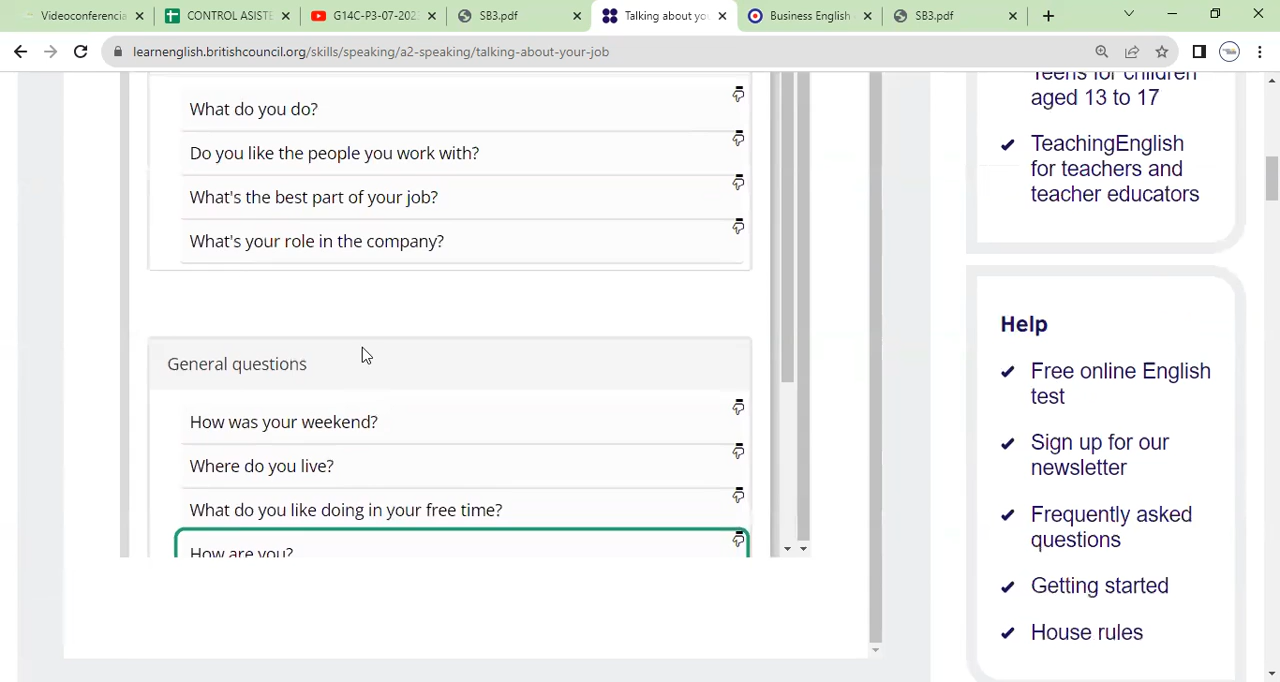 Videoconferencia
CONTROL ASISTE
G14C-P3-07-202
SB3.pdf
Talking about yo
Business English
SB3.pdf
learnenglish.britishcouncil.org/skills/speaking/a2-speaking/talking-about-your-job
What do you do?
Do you like the people you work with?
What's the best part of your job?
What's your role in the company?
General questions
How was your weekend?
Where do you live?
What do you like doing in your free time?
How are you?
Teens for children
aged 13 to 17
TeachingEnglish
for teachers and
teacher educators
Help
Free online English
test
Sign up for our
newsletter
Frequently asked
questions
Getting started
House rules